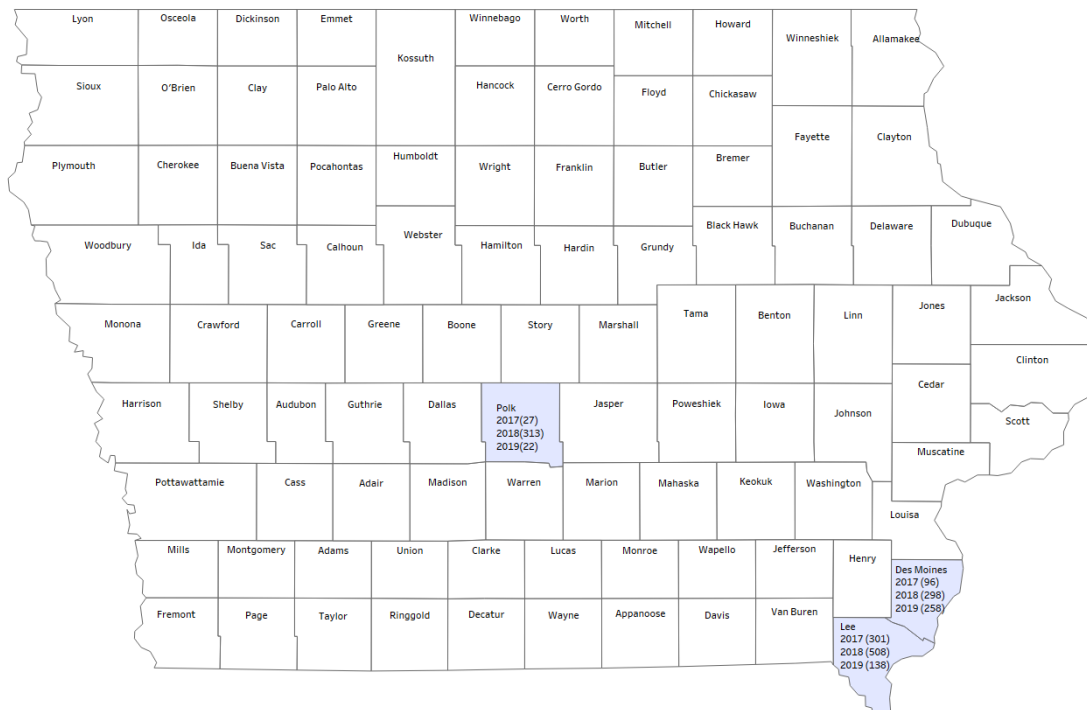 Lyon
Osceola
Dickinson
Emmet
Winnebago
Worth
Mitchell
Howard
Winneshiek
Allamakee
Kossuth
Sioux
O'Brien
Clay
Palo Alto
Hancock
Cerro Gordo
Floyd
Chickasaw
Fayette
Clayton
Plymouth
Cherokee
Buena Vista
Pocahontas
Humboldt
Wright
Franklin
Butler
Bremer
Woodbury
Ida
Sac
Calhoun
Webster
Hamilton
Hardin
Grundy
Black Hawk
Buchanan
Delaware
Dubuque
Monona
Crawford
Carroll
Greene
Boone
Story
Marshall
Tama
Benton
Linn
Jones
Jackson
Clinton
Harrison
Shelby
Audubon
Guthrie
Dallas
Polk
2017(27)
2018(313)
2019(22)
Jasper
Poweshiek
Iowa
Johnson
Cedar
Scott
Muscatine
Pottawattamie
Cass
Adair
Madison
Warren
Marion
Mahaska
Keokuk
Washington
Louisa
Mills
Montgomery
Adams
Union
Clarke
Lucas
Monroe
Wapello
Jefferson
Henry
Des Moines
2017 (96)
2018 (298)
2019 (258)
Fremont
Page
Taylor
Ringgold
Decatur
Wayne
Appanoose
Davis
Van Buren
Lee
2017 (301)
2018 (508)
2019 (138)